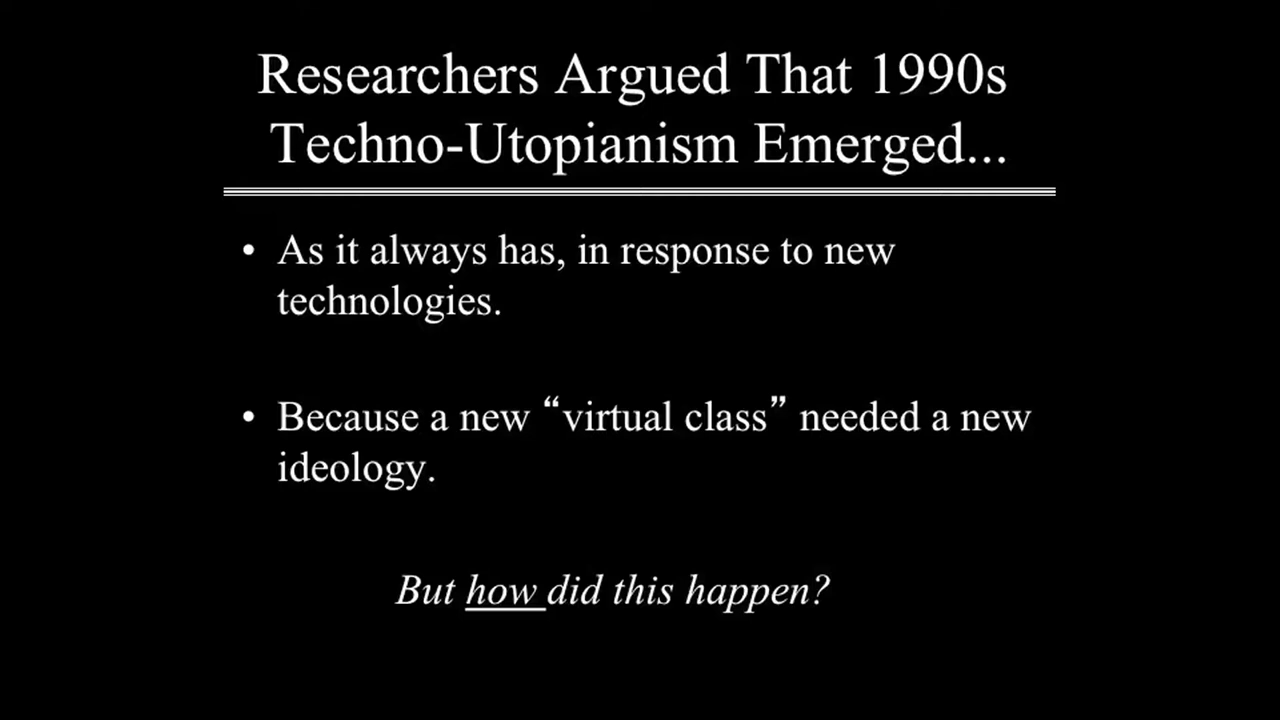 Researchers Argued That 1990s
Techno-Utopianism Emerged...
• As it always has, in response to new
technologies.
• Because a new “virtual class” needed a new
ideology.
But how did this happen?